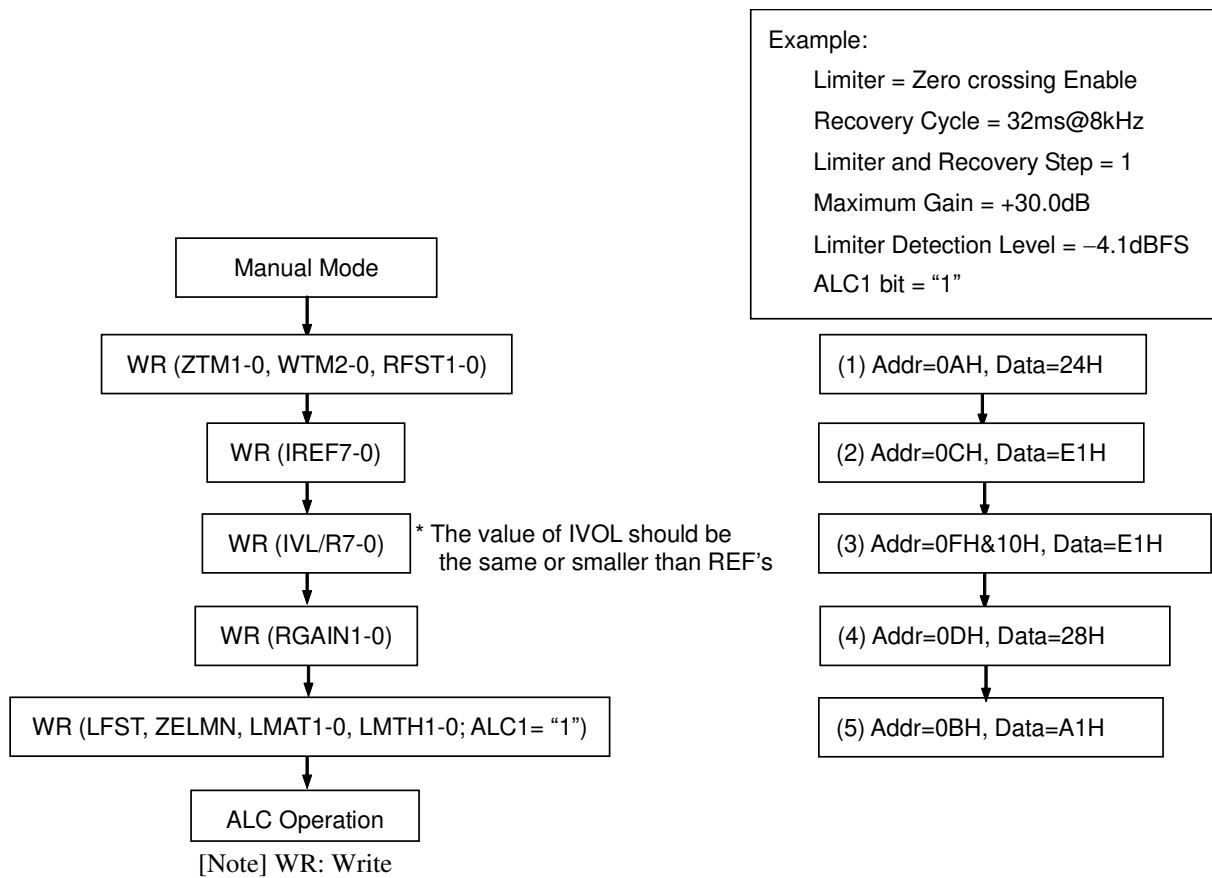 Example:
Limiter = Zero crossing Enable
Recovery Cycle = 32ms@8kHz
Limiter and Recovery Step = 1
Maximum Gain = +30.0dB
Limiter Detection Level = −4.1dBFS
ALC1 bit = “1”
Manual Mode
WR (ZTM1-0, WTM2-0, RFST1-0)
WR (IREF7-0)
WR (IVL/R7-0)
* The value of IVOL should be
the same or smaller than REF’s
WR (RGAIN1-0)
WR (LFST, ZELMN, LMAT1-0, LMTH1-0; ALC1= “1”)
ALC Operation
[Note] WR: Write
(1) Addr=0AH, Data=24H
(2) Addr=0CH, Data=E1H
(3) Addr=0FH&10H, Data=E1H
(4) Addr=0DH, Data=28H
(5) Addr=0BH, Data=A1H